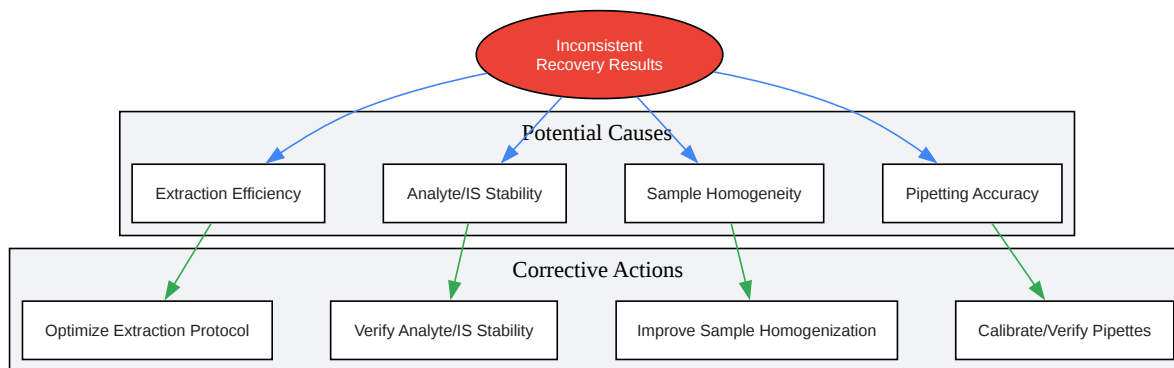 Inconsistent
Recovery Results
Potential Causes
Extraction Efficiency
Analyte/IS Stability
Sample Homogeneity
Pipetting Accuracy
Corrective Actions
Optimize Extraction Protocol
Verify Analyte/IS Stability
Improve Sample Homogenization
Calibrate/Verify Pipettes